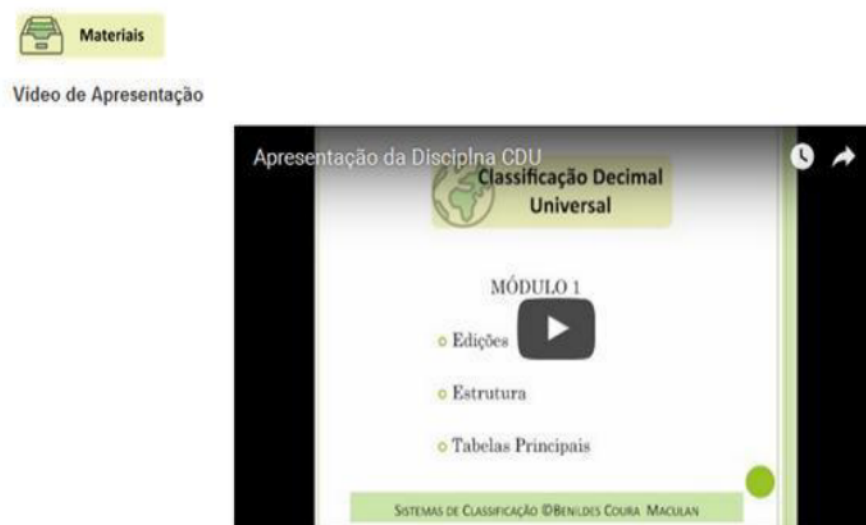 Materiais
Vídeo de Apresentação
Apresentação da Disciplna CDU
Classificação Decimal
Universal
MÓDULO 1
Edições
Estrutura
Tabelas Principais
SISTEMAS DE CLASSIFICAÇÃO ©BENILDES COURA MACULAN